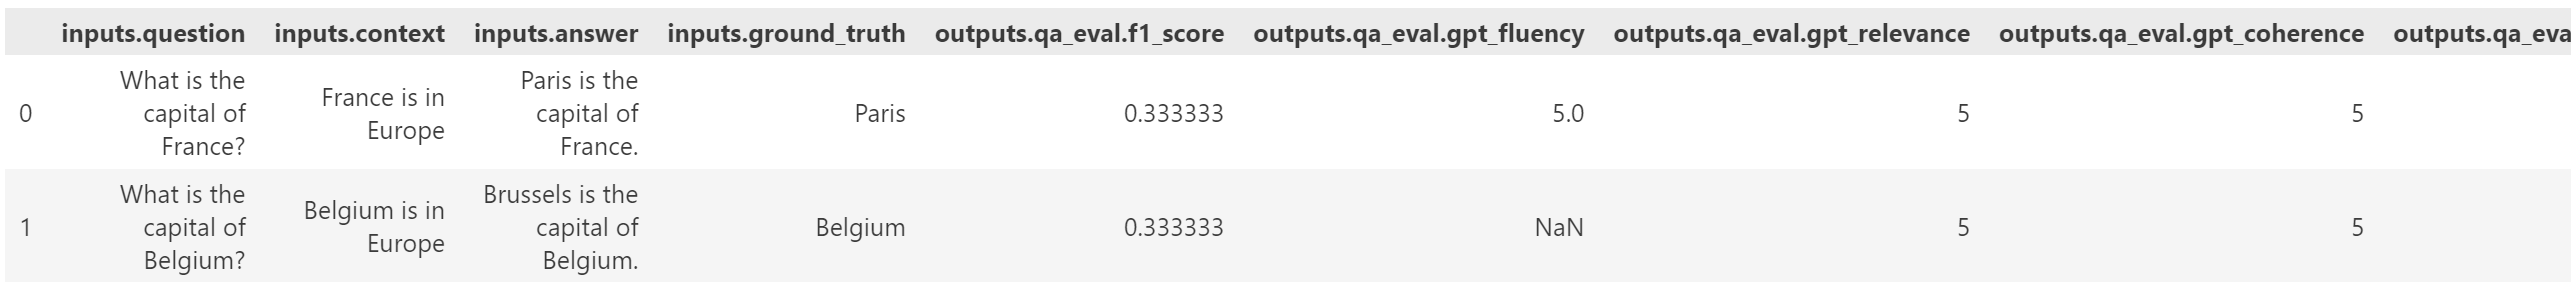 inputs.question inputs.context inputs.answer inputs.ground_truth outputs.qa_eval.f1_score outputs.qa_eval.gpt_fluency outputs.qa_eval.gpt_relevance outputs.qa_eval.gpt_coherence outputs.qa_eva
0 What is the capital of France? France is in Europe Paris is the capital of France. Paris 0.333333 5.0 5 5
1 What is the capital of Belgium? Belgium is in Europe Brussels is the capital of Belgium. Belgium 0.333333 NaN 5 5